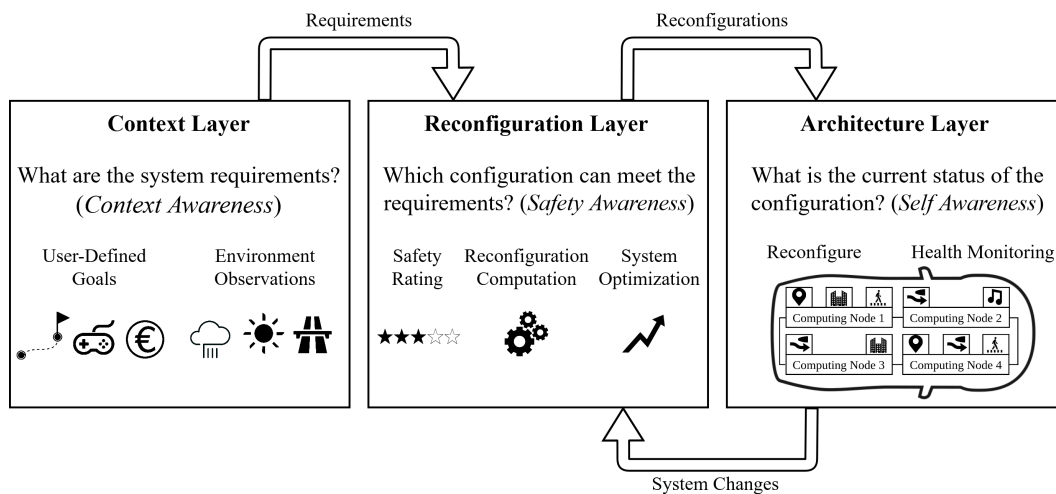 Requirements
Reconfigurations
Context Layer
What are the system requirements?
(Context Awareness)
User-Defined
Goals
Environment
Observations
€
Reconfiguration Layer
Which configuration can meet the
requirements? (Safety Awareness)
Safety
Rating
Reconfiguration
Computation
System
Optimization
Architecture Layer
What is the current status of the
configuration? (Self Awareness)
Reconfigure
Health Monitoring
Computing Node 1
Computing Node 2
Computing Node 3
Computing Node 4
System Changes